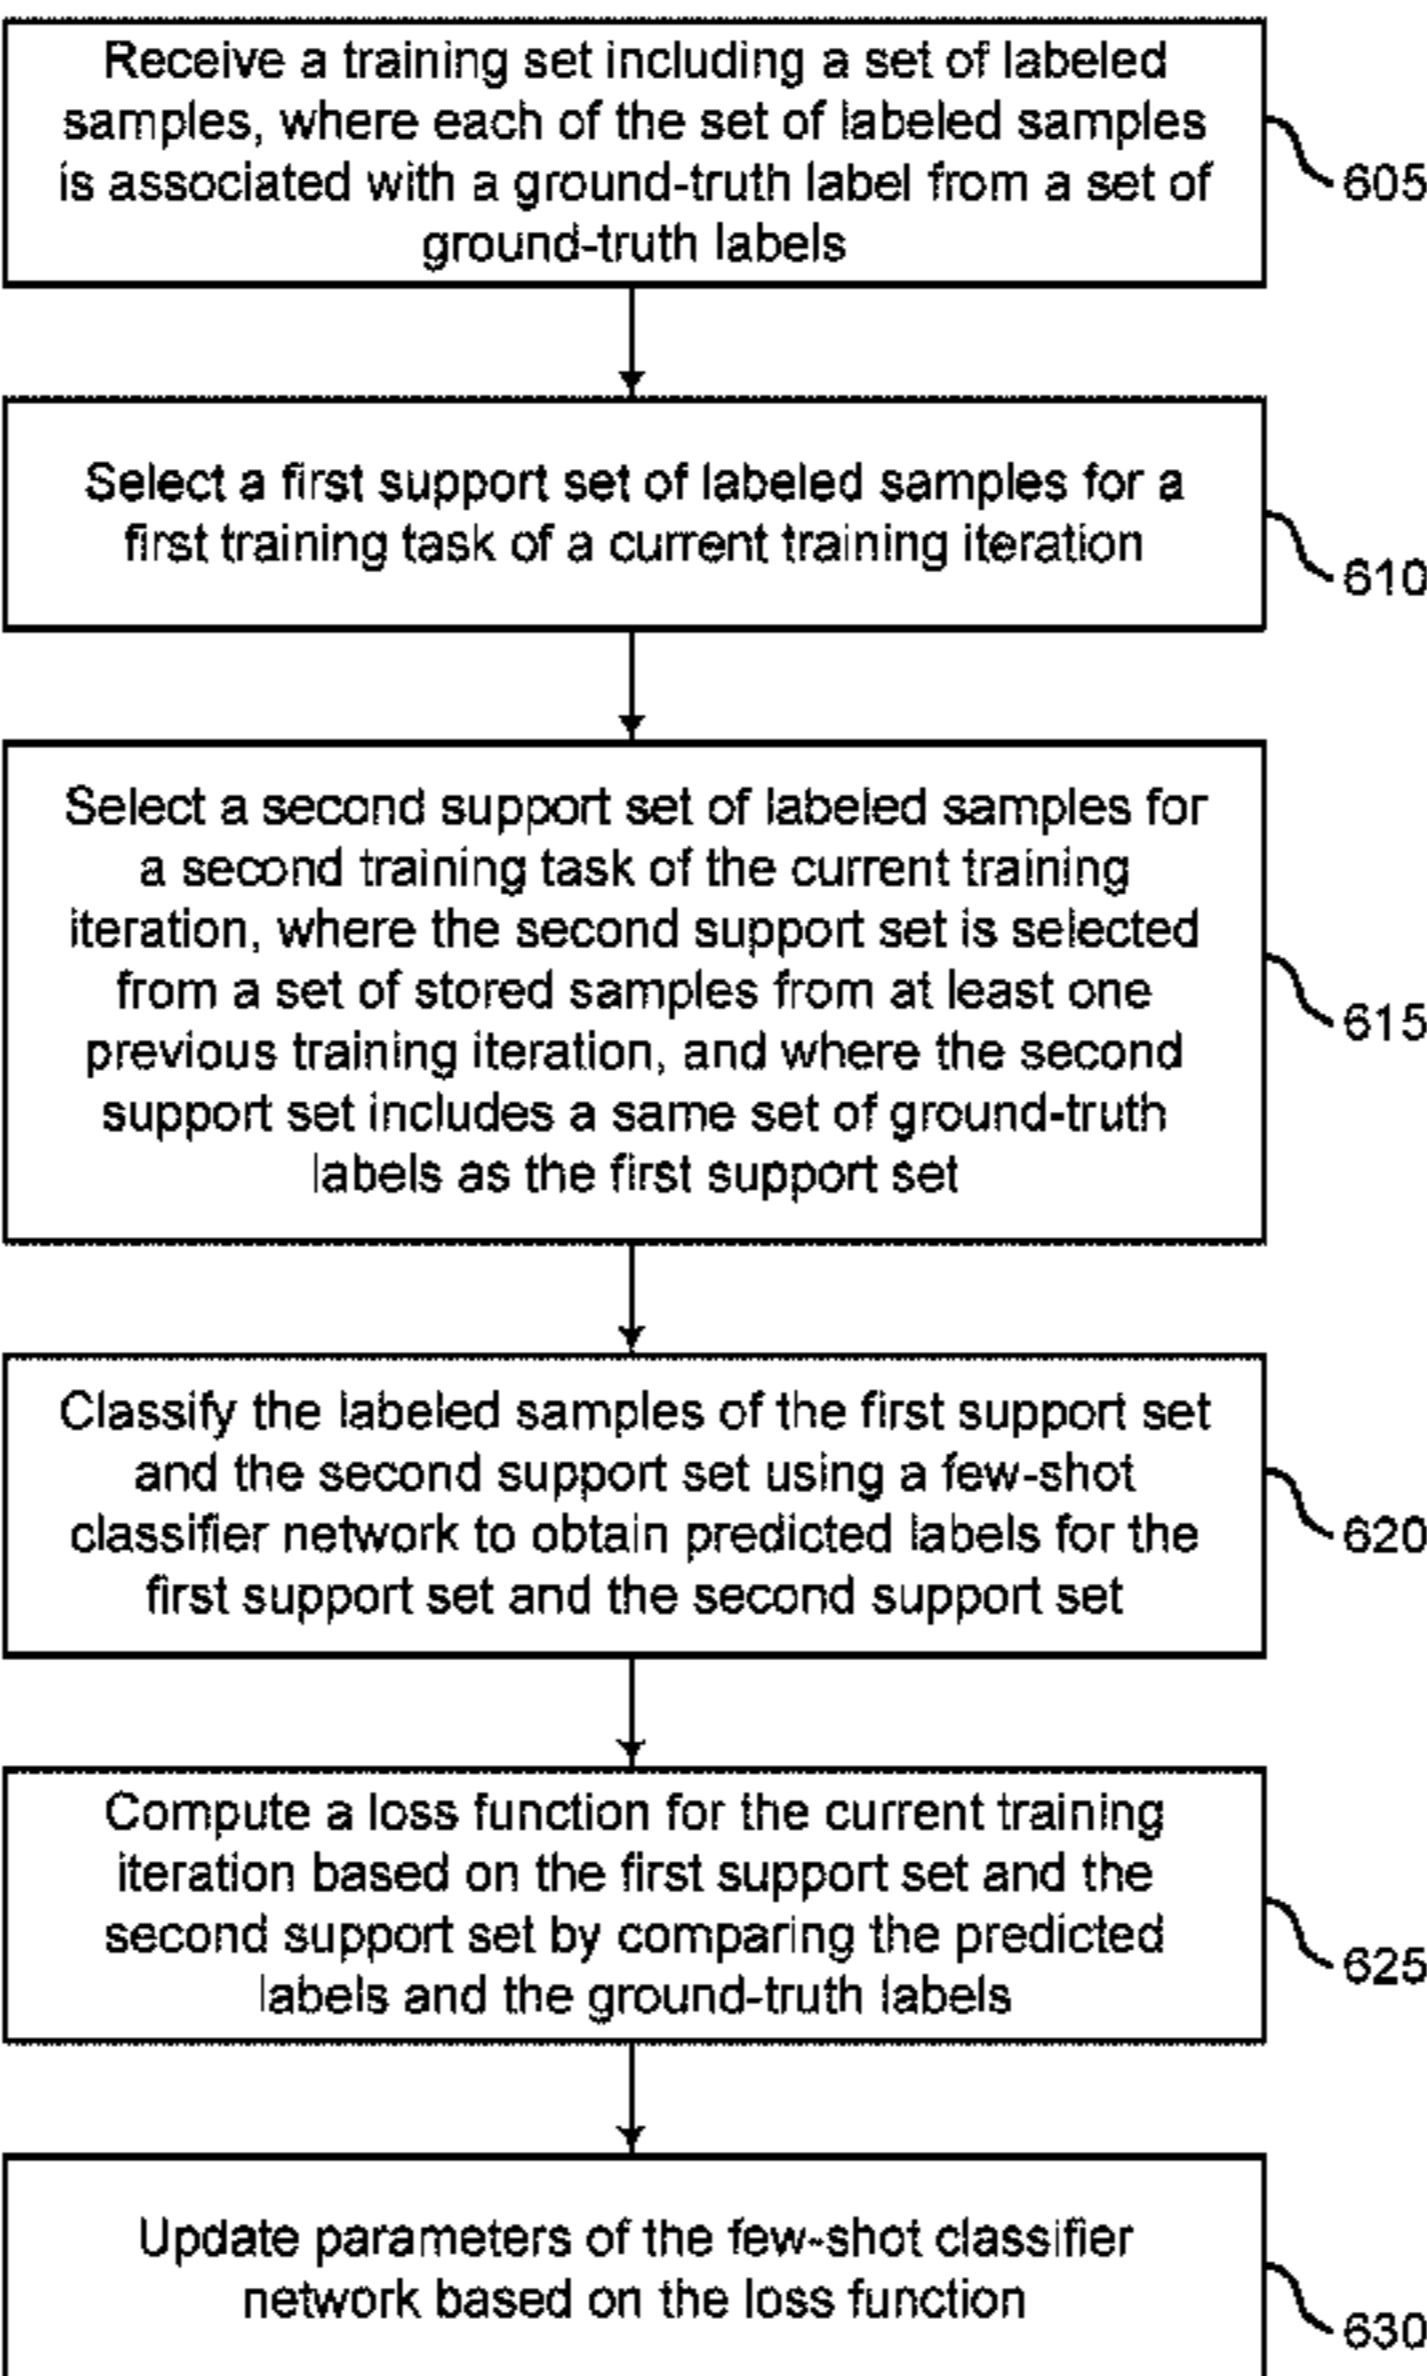 Receive a training set including a set of labeled
samples, where each of the set of labeled samples
is associated with a ground-truth label from a set of
ground-truth labels
605
Select a first support set of labeled samples for a
first training task of a current training iteration
610
Select a second support set of labeled samples for
a second training task of the current training
iteration, where the second support set is selected
from a set of stored samples from at least one
previous training iteration, and where the second
support set includes a same set of ground-truth
labels as the first support set
615
Classify the labeled samples of the first support set
and the second support set using a few-shot
classifier network to obtain predicted labels for the
first support set and the second support set
620
Compute a loss function for the current training
iteration based on the first support set and the
second support set by comparing the predicted
labels and the ground-truth labels
625
Update parameters of the few-shot classifier
network based on the loss function
630